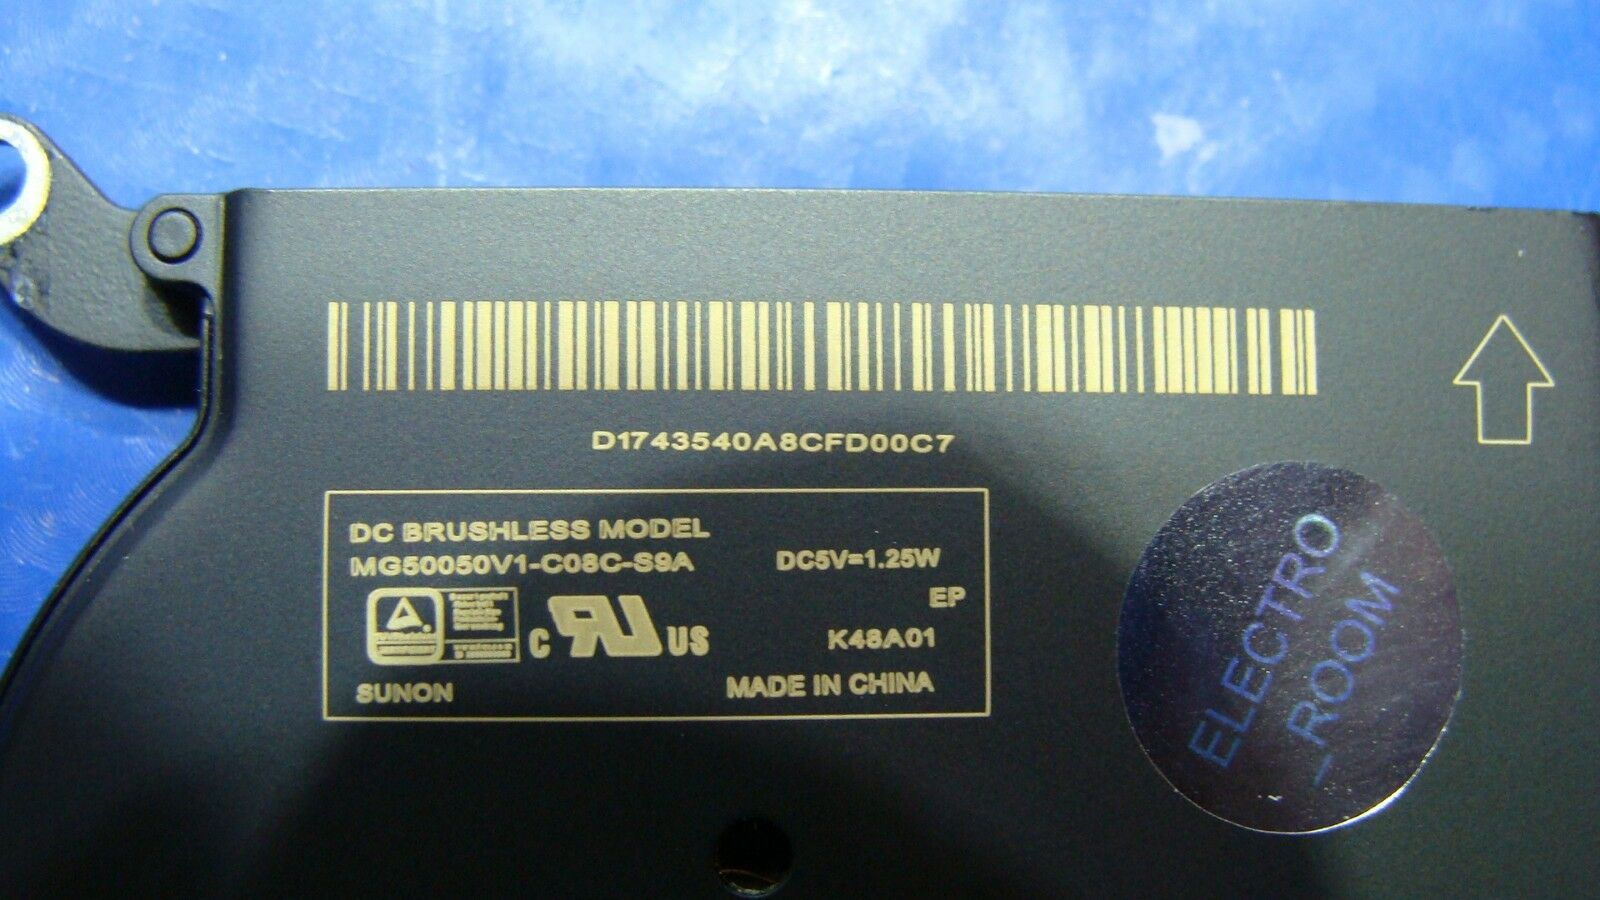 D1743540A8CFD00C7
DC BRUSHLESS MODEL
MG50050V1-C08C-S9A DC5V=1.25W
EP
C RU US K48A01
SUNON MADE IN CHINA
ELECTRO
_ROOM